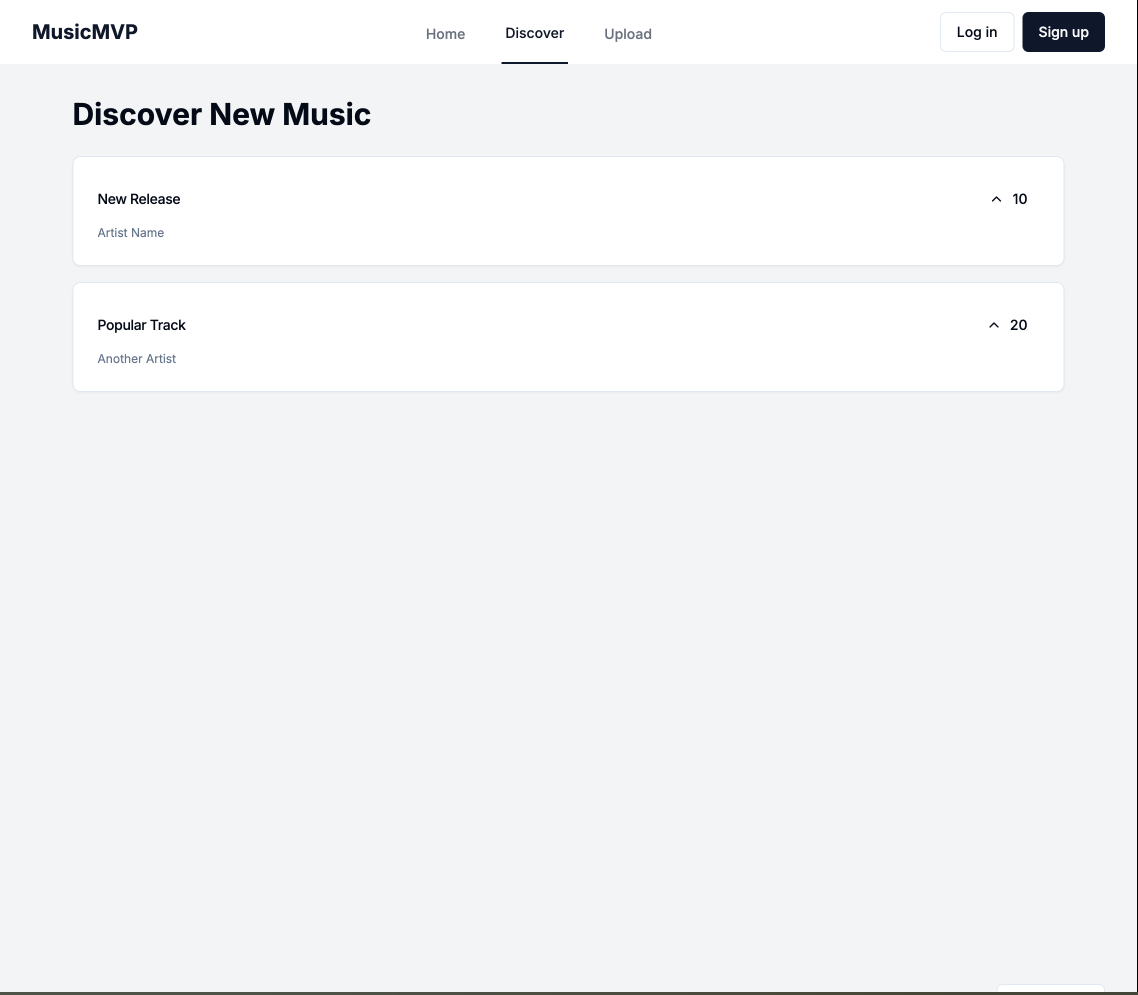 MusicMVP
Home Discover Upload
Log in Sign up
Discover New Music
New Release
10
Artist Name
Popular Track
20
Another Artist